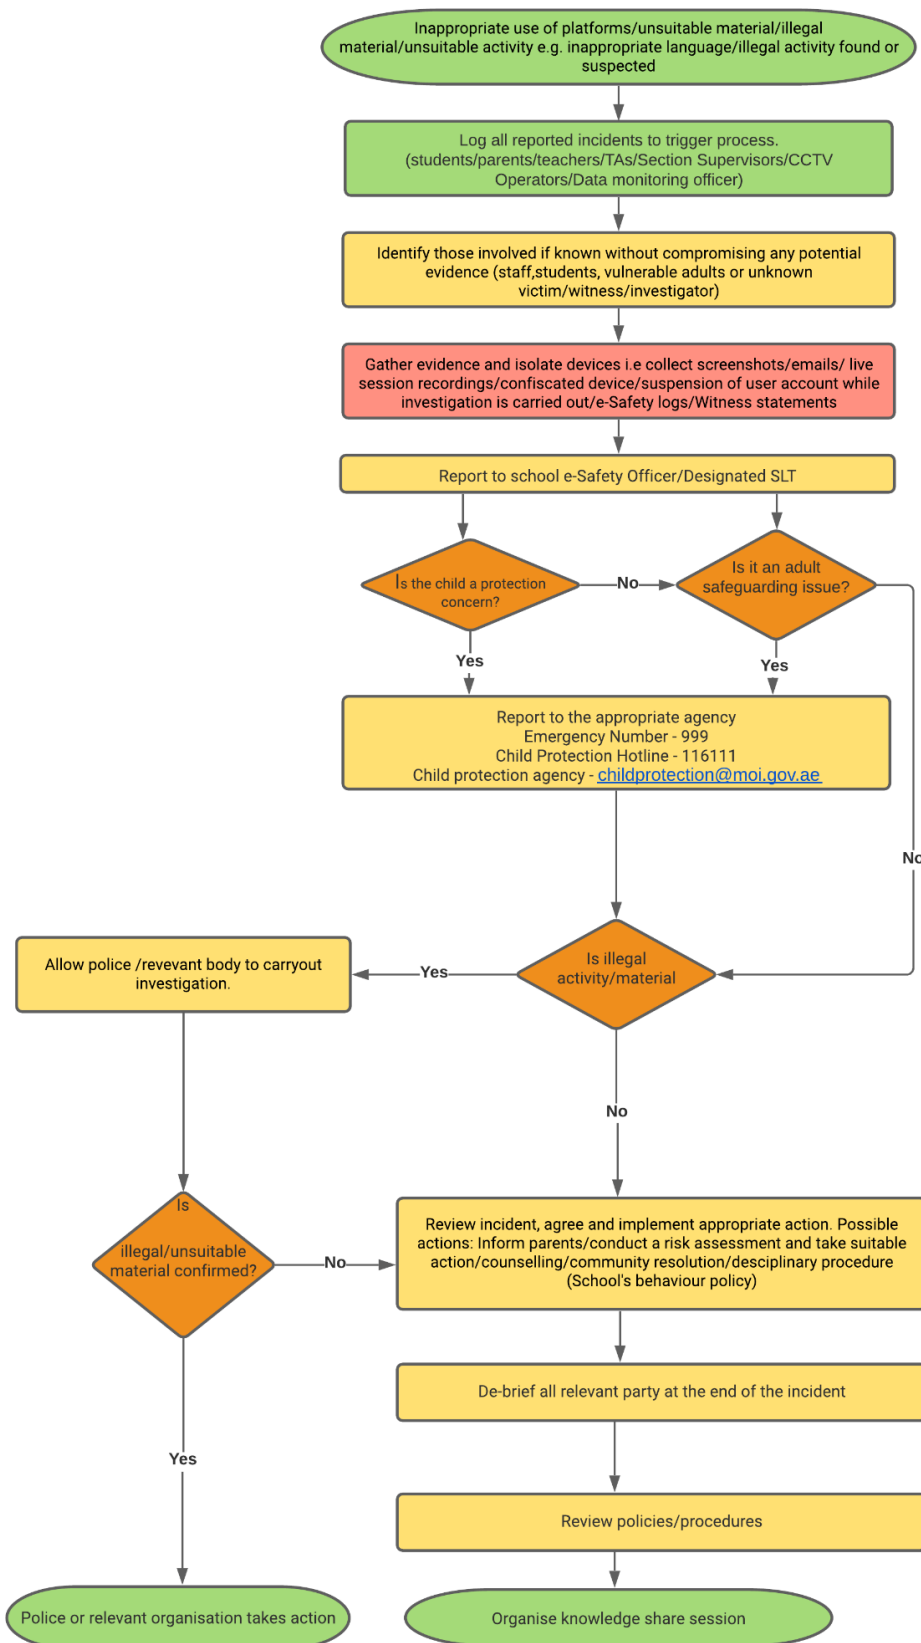 Inappropriate use of platforms/unsuitable material/illegal
material/unsuitable activity e.g. inappropriate language/illegal activity found or
suspected
Log all reported incidents to trigger process.
(students/parents/teachers/TAs/Section Supervisors/CCTV
Operators/Data monitoring officer)
Identify those involved if known without compromising any potential
evidence (staff,students, vulnerable adults or unknown
victim/witness/investigator)
Gather evidence and isolate devices i.e collect screenshots/emails/ live
session recordings/confiscated device/suspension of user account while
investigation is carried out/e-Safety logs/Witness statements
Report to school e-Safety Officer/Designated SLT
Is the child a protection
concern?
No
Is it an adult
safeguarding issue?
Yes
Yes
Report to the appropriate agency
Emergency Number - 999
Child Protection Hotline - 116111
Child protection agency - childprotection@moi.gov.ae
No
Allow police /revevant body to carryout
investigation.
Yes
Is illegal
activity/material
No
Is
illegal/unsuitable
material confirmed?
No
Review incident, agree and implement appropriate action. Possible
actions: Inform parents/conduct a risk assessment and take suitable
action/counselling/community resolution/desciplinary procedure
(School's behaviour policy)
De-brief all relevant party at the end of the incident
Yes
Review policies/procedures
Police or relevant organisation takes action
Organise knowledge share session